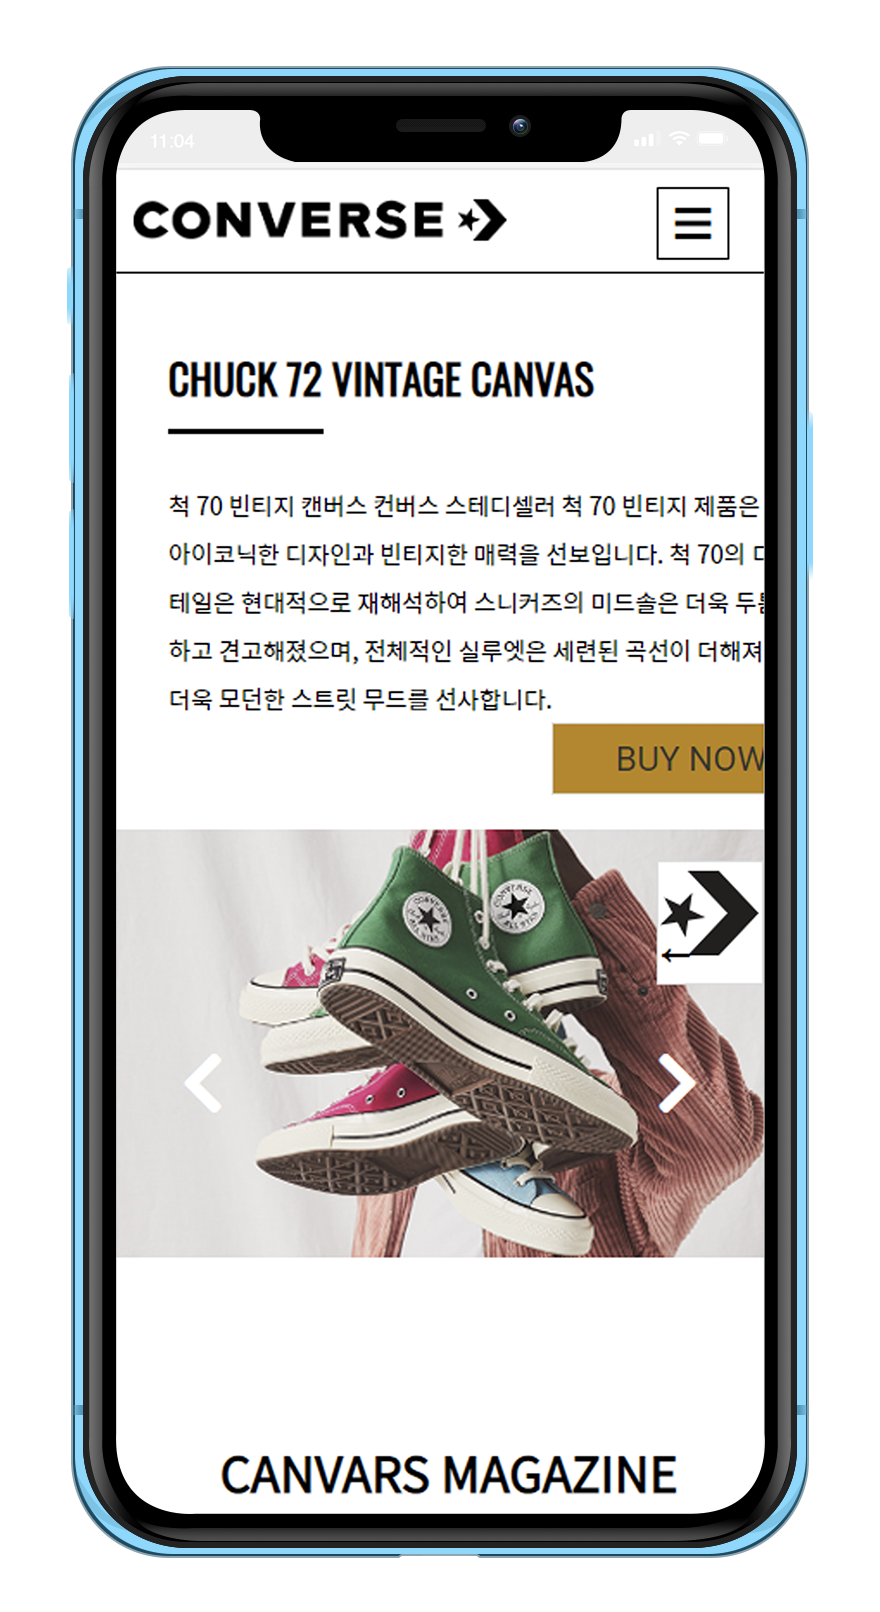 11:04
CONVERSE
CHUCK 72 VINTAGE CANVAS
척 70 빈티지 캔버스 컨버스 스테디셀러 척 70 빈티지 제품은
아이코닉한 디자인과 빈티지한 매력을 선보입니다. 척 70의
테일은 현대적으로 재해석하여 스니커즈의 미드솔은 더욱
하고 견고해졌으며, 전체적인 실루엣은 세련된 곡선이 더해져
더욱 모던한 스트릿 무드를 선사합니다.
BUY NOW
CONVERSE
ALL STAR
CONVERSE
ALL STAR
CANVARS MAGAZINE